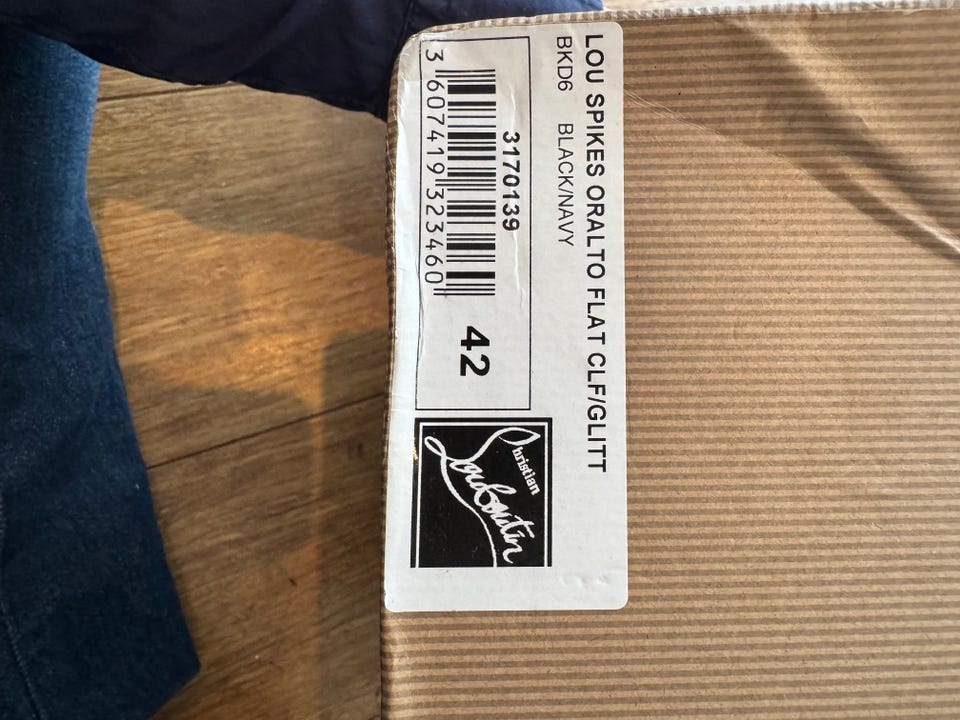 LOU SPIKES ORALTO FLAT CLF/GLITT
BKD6 BLACK/NAVY
3170139
3 607419 323460
42
Christian
Louboutin